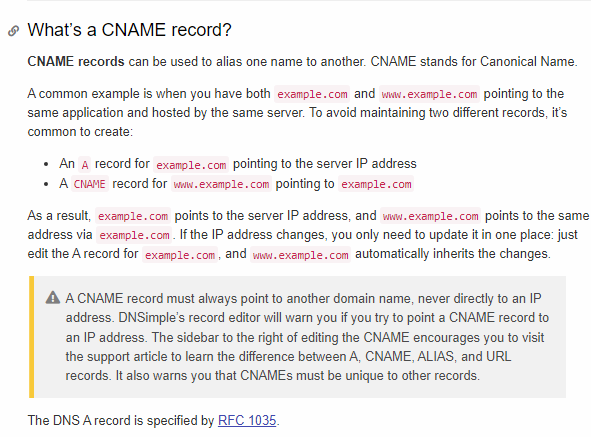 What's a CNAME record?
CNAME records can be used to alias one name to another. CNAME stands for Canonical Name.
A common example is when you have both example.com and www.example.com pointing to the
same application and hosted by the same server. To avoid maintaining two different records, it's
common to create:
• An A record for example.com pointing to the server IP address
• A CNAME record for www.example.com pointing to example.com
As a result, example.com points to the server IP address, and www.example.com points to the same
address via example.com. If the IP address changes, you only need to update it in one place: just
edit the A record for example.com, and www.example.com automatically inherits the changes.
A CNAME record must always point to another domain name, never directly to an IP
address. DNSimple's record editor will warn you if you try to point a CNAME record to
an IP address. The sidebar to the right of editing the CNAME encourages you to visit
the support article to learn the difference between A, CNAME, ALIAS, and URL
records. It also warns you that CNAMEs must be unique to other records.
The DNS A record is specified by RFC 1035.